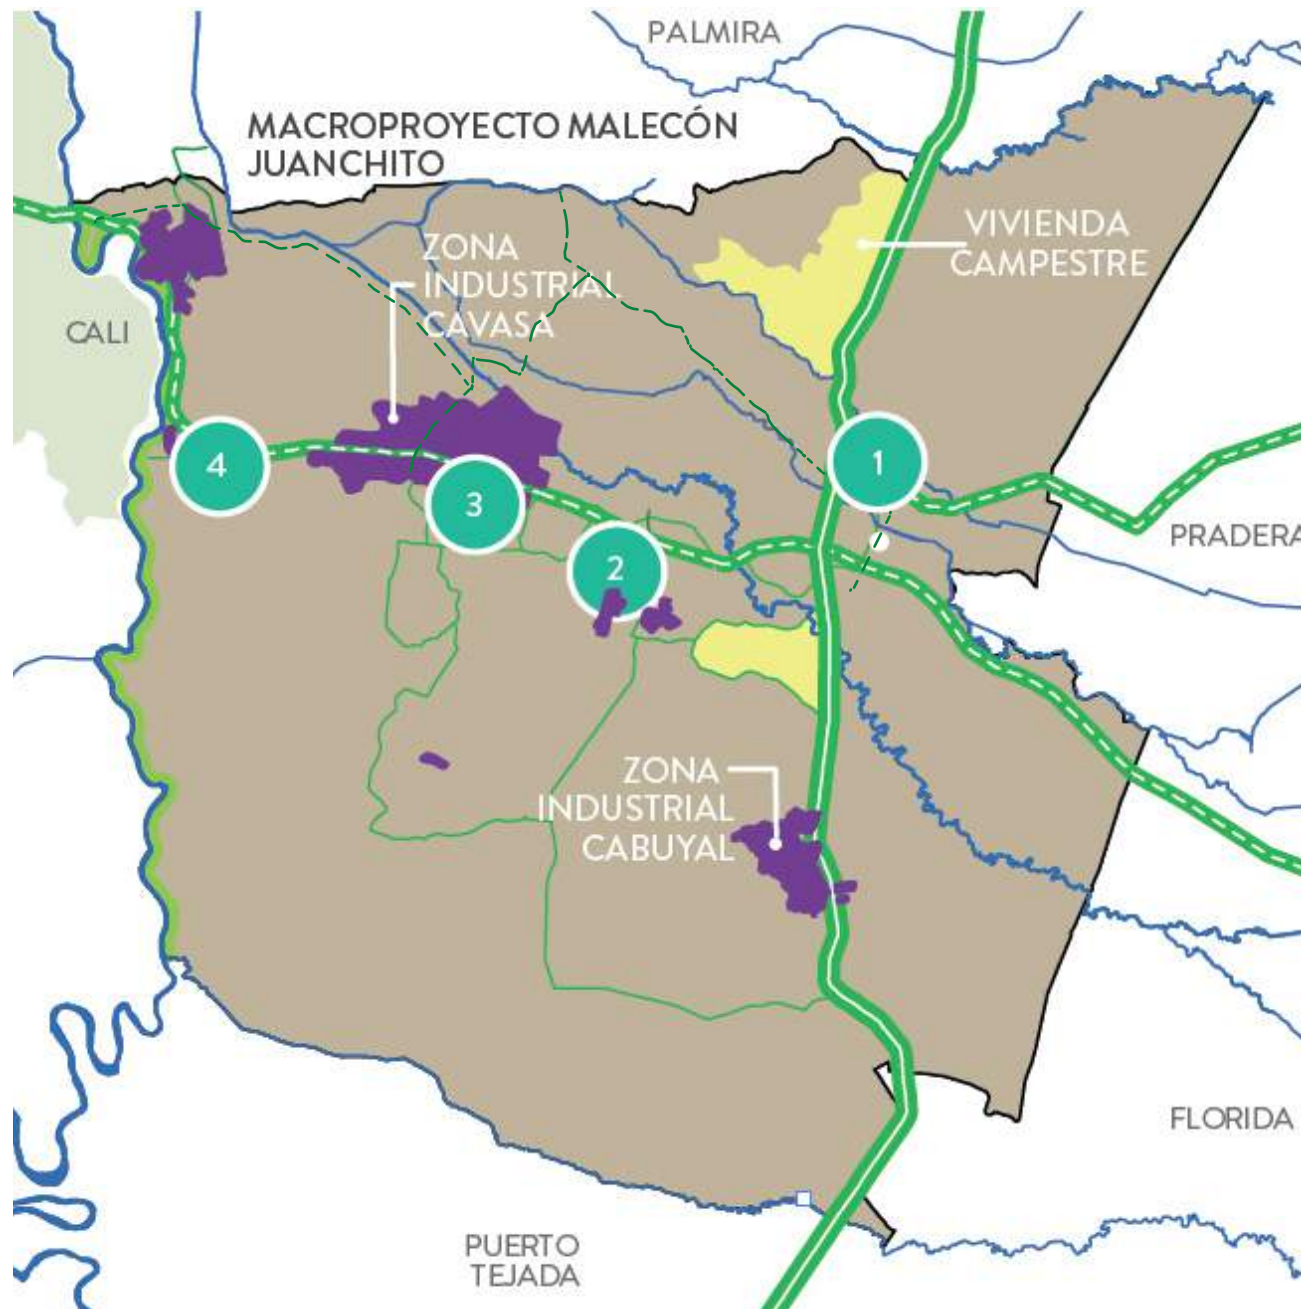 PALMIRA
MACROPROYECTO MALECÓN
JUANCHITO
VIVIENDA
CAMPESTRE
ZONA
INDUSTRIAL
CAVASA
CALI
4
3
2
1
PRADERA
ZONA
INDUSTRIAL
CABUYAL
FLORIDA
PUERTO
TEJADA